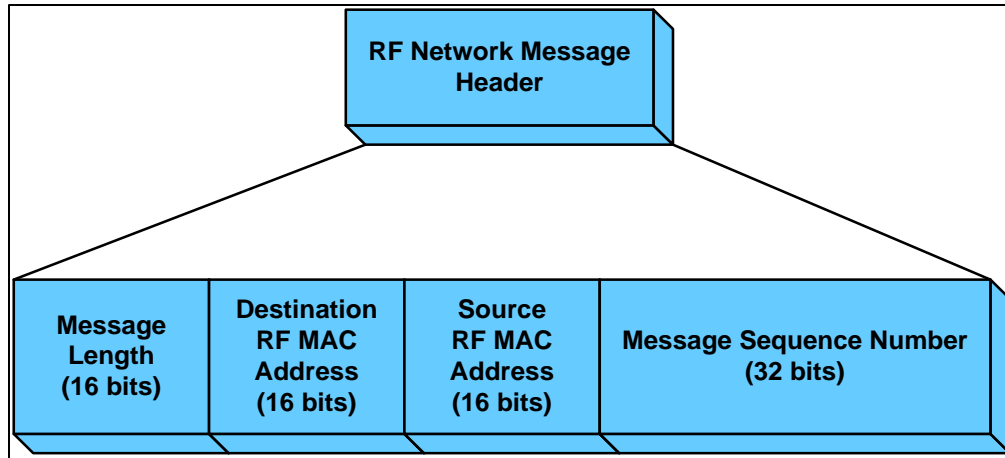 RF Network Message
Header
Message
Length
(16 bits)
Destination
RF MAC
Address
(16 bits)
Source
RF MAC
Address
(16 bits)
Message Sequence Number
(32 bits)